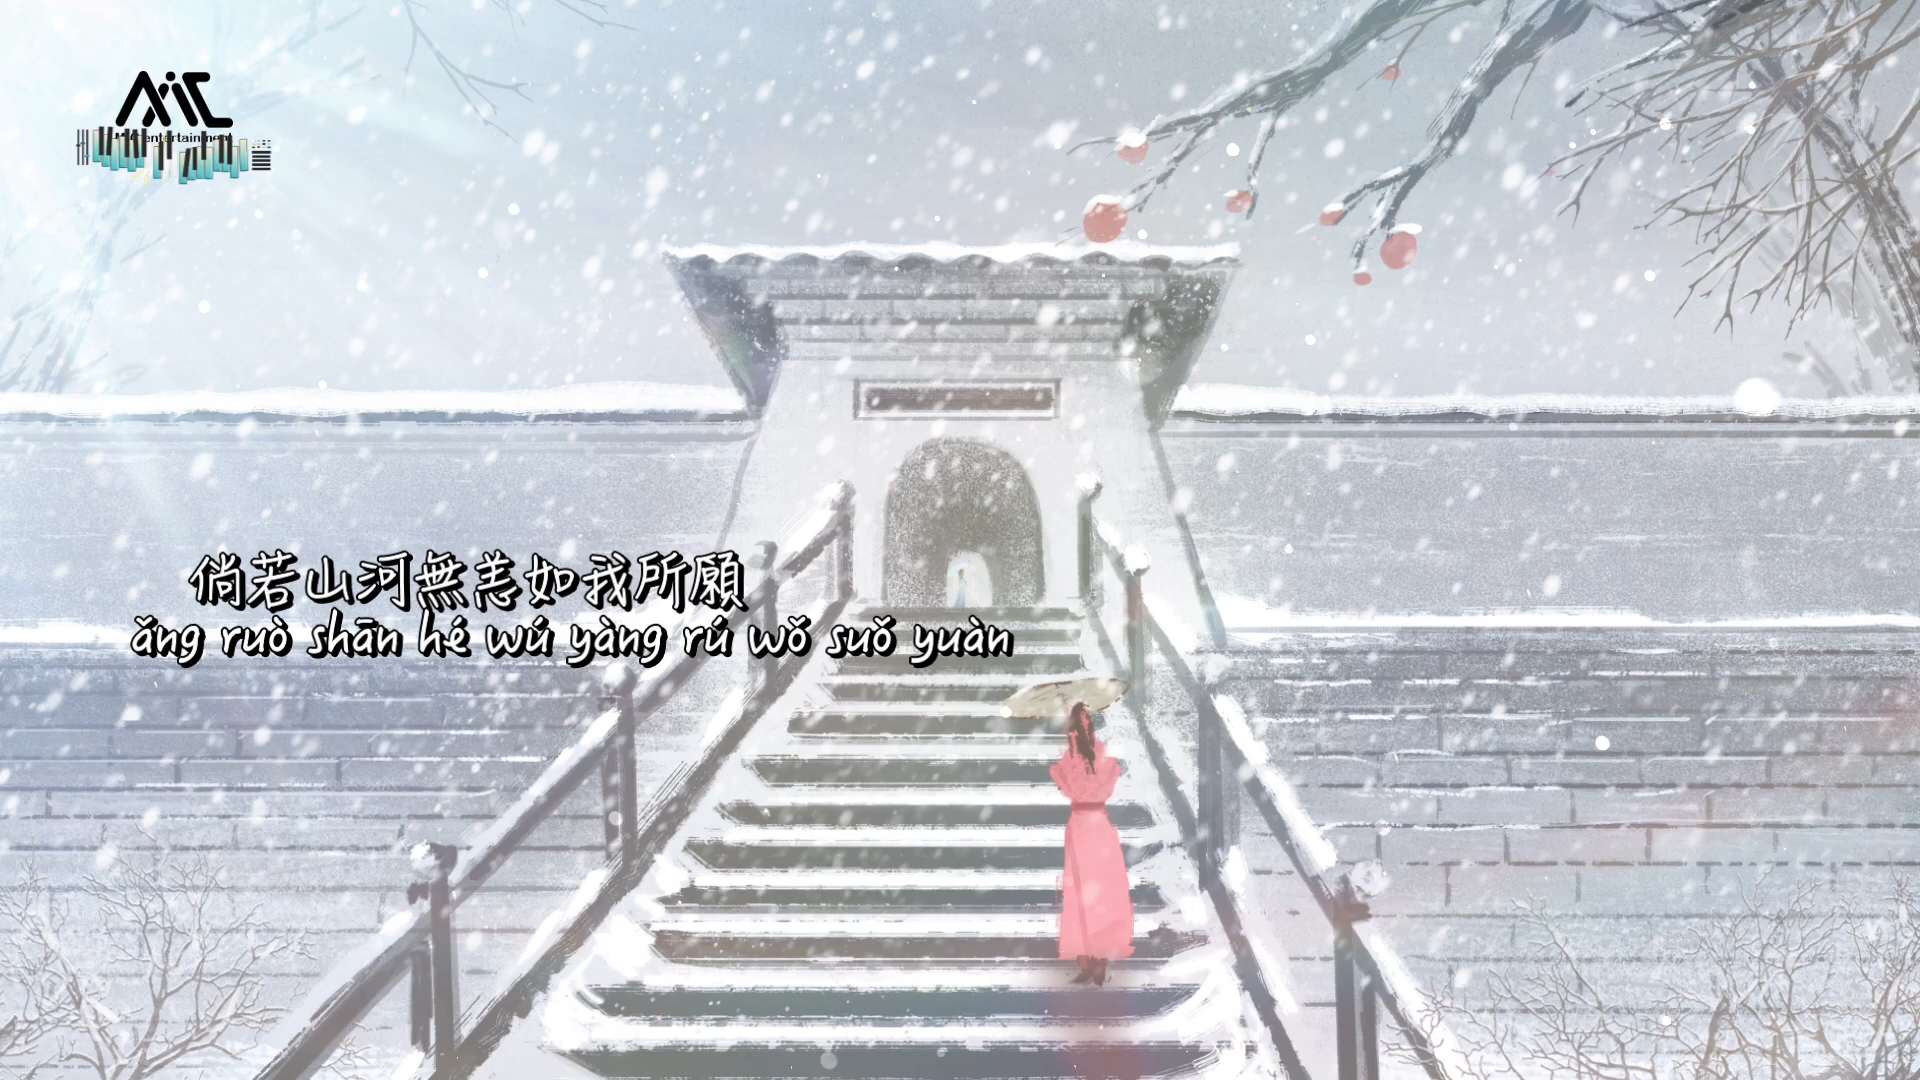 entertainment
倘若山河無恙如我所願
ǎng ruò shān hé wú yàng rú wǒ suǒ yuàn